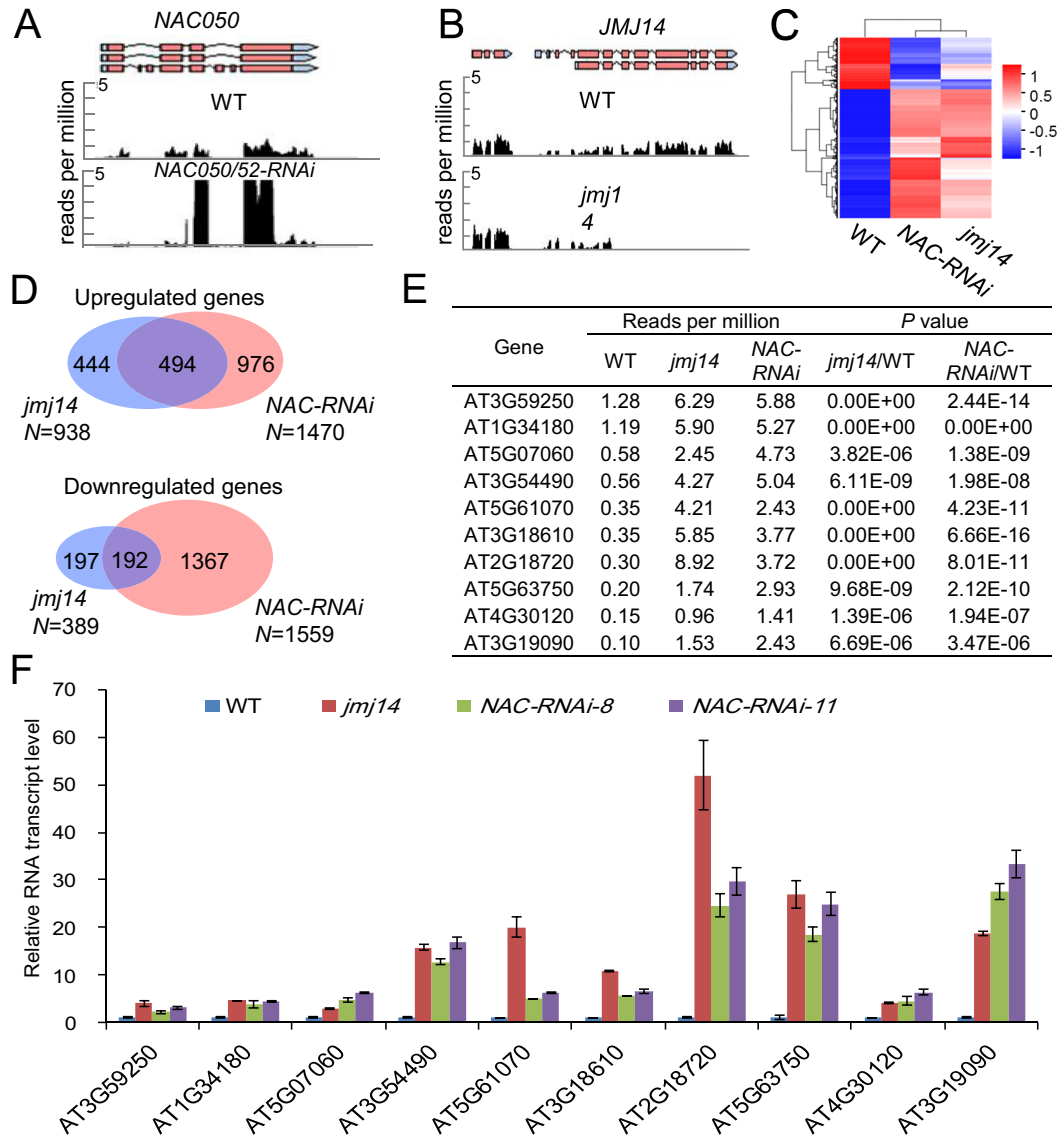 A
NAC050
5
WT
reads per million
5
NAC050/52-RNAi
reads per million
B
JMJ14
5
WT
reads per million
5
jmj1
4
C
1
0.5
0
-0.5
-1
WT
NAC-RNAi
jmj14
D
Upregulated genes
444 494 976
jmj14
N=938
NAC-RNAi
N=1470
Downregulated genes
197 192 1367
jmj14
N=389
NAC-RNAi
N=1559
E
Reads per million P value
Gene WT jmj14 NAC-RNAi jmj14/WT NAC-RNAi/WT
AT3G59250 1.28 6.29 5.88 0.00E+00 2.44E-14
AT1G34180 1.19 5.90 5.27 0.00E+00 0.00E+00
AT5G07060 0.58 2.45 4.73 3.82E-06 1.38E-09
AT3G54490 0.56 4.27 5.04 6.11E-09 1.98E-08
AT5G61070 0.35 4.21 2.43 0.00E+00 4.23E-11
AT3G18610 0.35 5.85 3.77 0.00E+00 6.66E-16
AT2G18720 0.30 8.92 3.72 0.00E+00 8.01E-11
AT5G63750 0.20 1.74 2.93 9.68E-09 2.12E-10
AT4G30120 0.15 0.96 1.41 1.39E-06 1.94E-07
AT3G19090 0.10 1.53 2.43 6.69E-06 3.47E-06
F
WT jmj14 NAC-RNAi-8 NAC-RNAi-11
Relative RNA transcript level
70
60
50
40
30
20
10
0
AT3G59250
AT1G34180
AT5G07060
AT3G54490
AT5G61070
AT3G18610
AT2G18720
AT5G63750
AT4G30120
AT3G19090